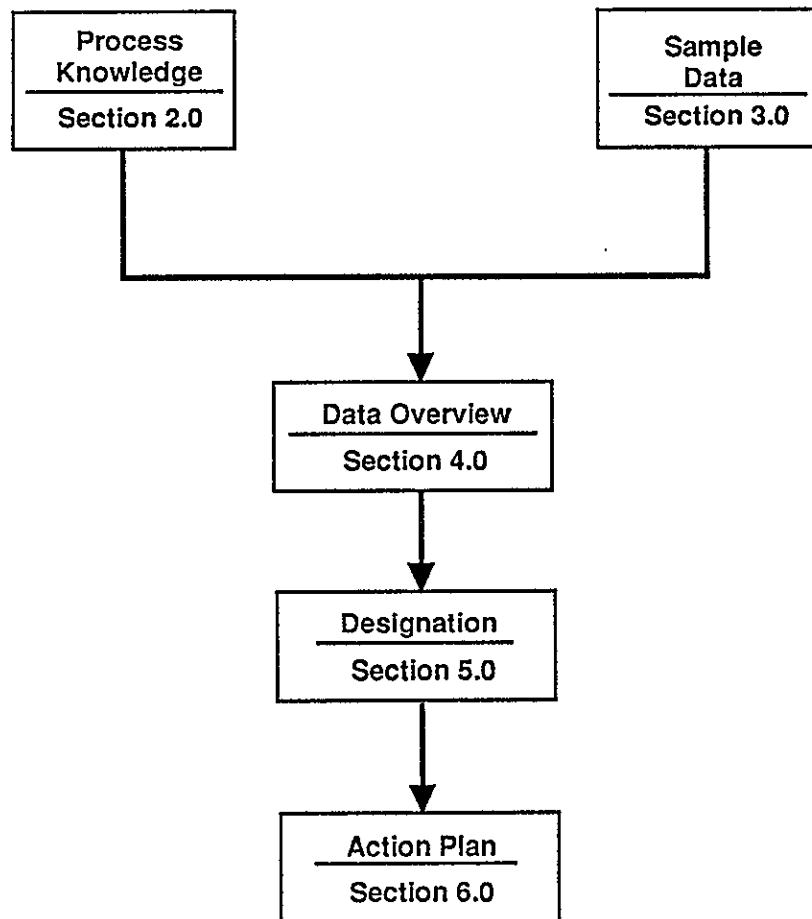 Process
Knowledge
Section 2.0
Sample
Data
Section 3.0
Data Overview
Section 4.0
Designation
Section 5.0
Action Plan
Section 6.0